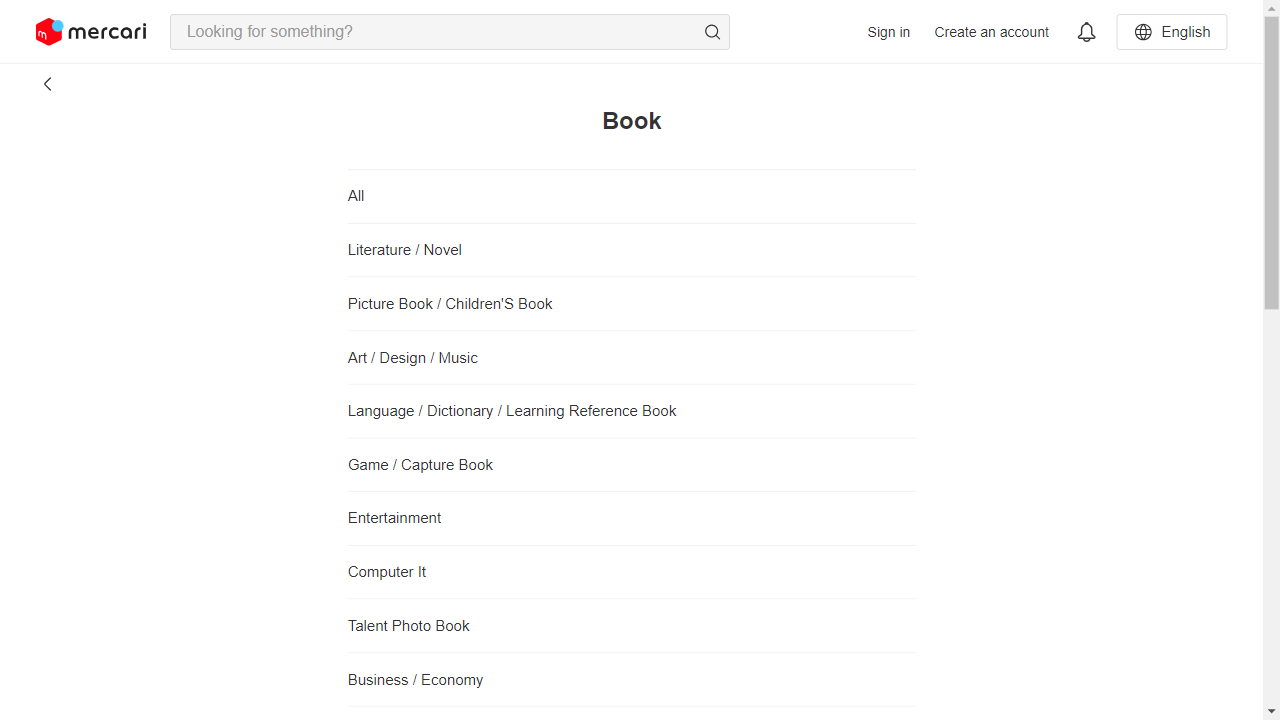 mercari
Looking for something?
Sign in
Create an account
English
Book
All
Literature / Novel
Picture Book / Children'S Book
Art / Design / Music
Language / Dictionary / Learning Reference Book
Game / Capture Book
Entertainment
Computer It
Talent Photo Book
Business / Economy